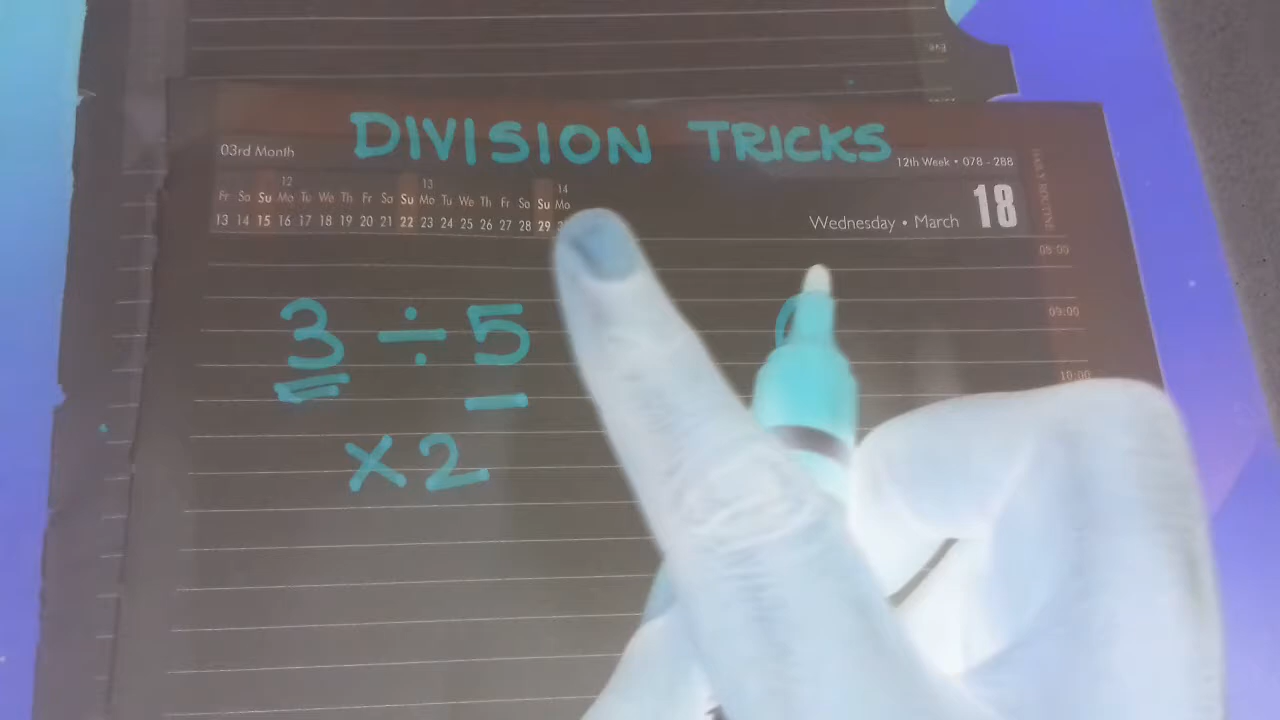 DIVISION TRICKS
03rd Month
12th Week • 078 - 288
12 13 14
Fr Sa Su Mo Tu We Th Fr Sa Su Mo Tu We Th Fr Sa Su Mo
13 14 15 16 17 18 19 20 21 22 23 24 25 26 27 28 29
Wednesday • March 18
08:00
09:00
10:00
3 ÷ 5
×2